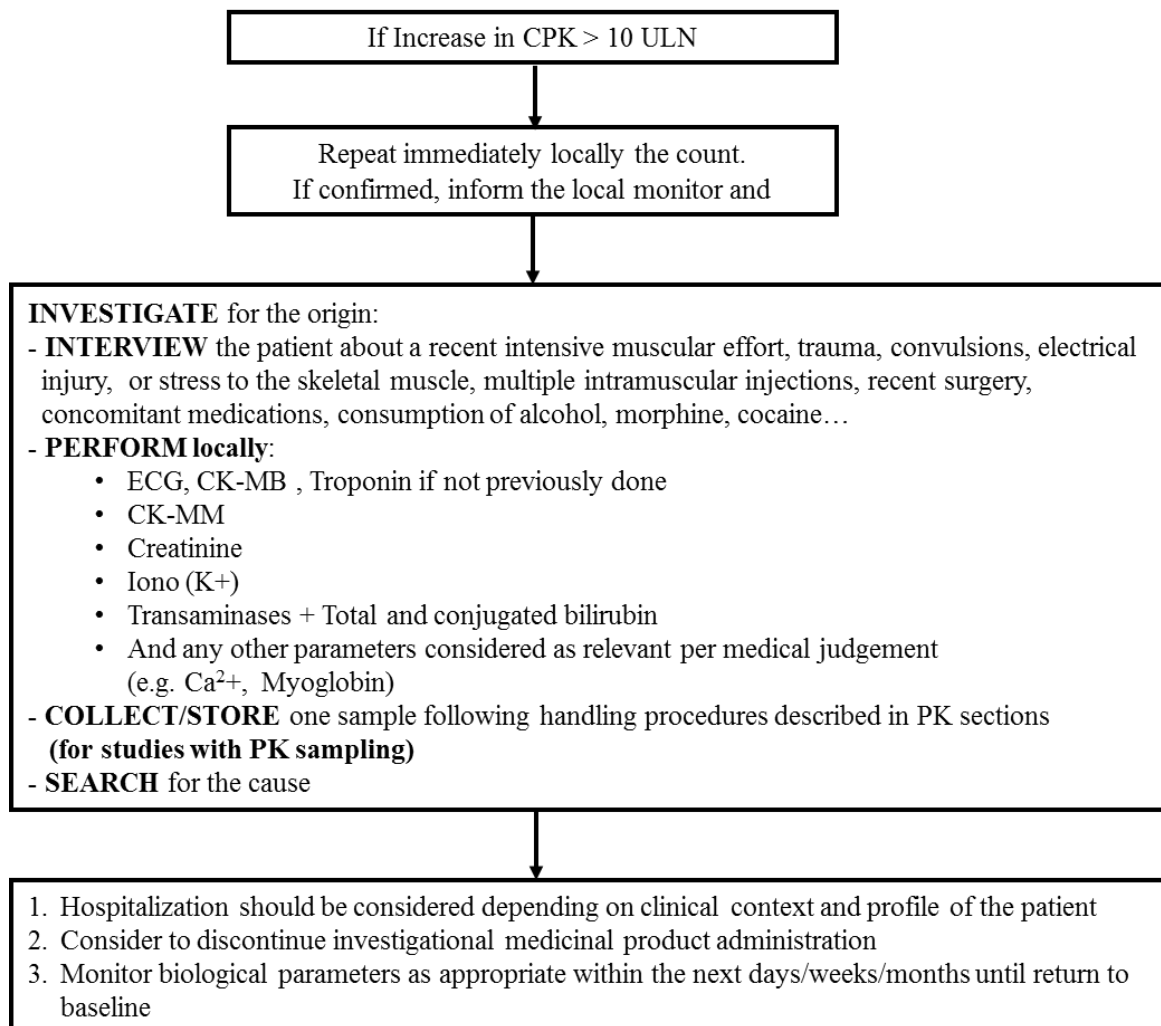 If Increase in CPK > 10 ULN
Repeat immediately locally the count.
If confirmed, inform the local monitor and
INVESTIGATE for the origin:
- INTERVIEW the patient about a recent intensive muscular effort, trauma, convulsions, electrical
injury, or stress to the skeletal muscle, multiple intramuscular injections, recent surgery,
concomitant medications, consumption of alcohol, morphine, cocaine…
- PERFORM locally:
• ECG, CK-MB , Troponin if not previously done
• CK-MM
• Creatinine
• Iono (K+)
• Transaminases + Total and conjugated bilirubin
• And any other parameters considered as relevant per medical judgement
(e.g. Ca²+, Myoglobin)
- COLLECT/STORE one sample following handling procedures described in PK sections
(for studies with PK sampling)
- SEARCH for the cause
1. Hospitalization should be considered depending on clinical context and profile of the patient
2. Consider to discontinue investigational medicinal product administration
3. Monitor biological parameters as appropriate within the next days/weeks/months until return to
baseline